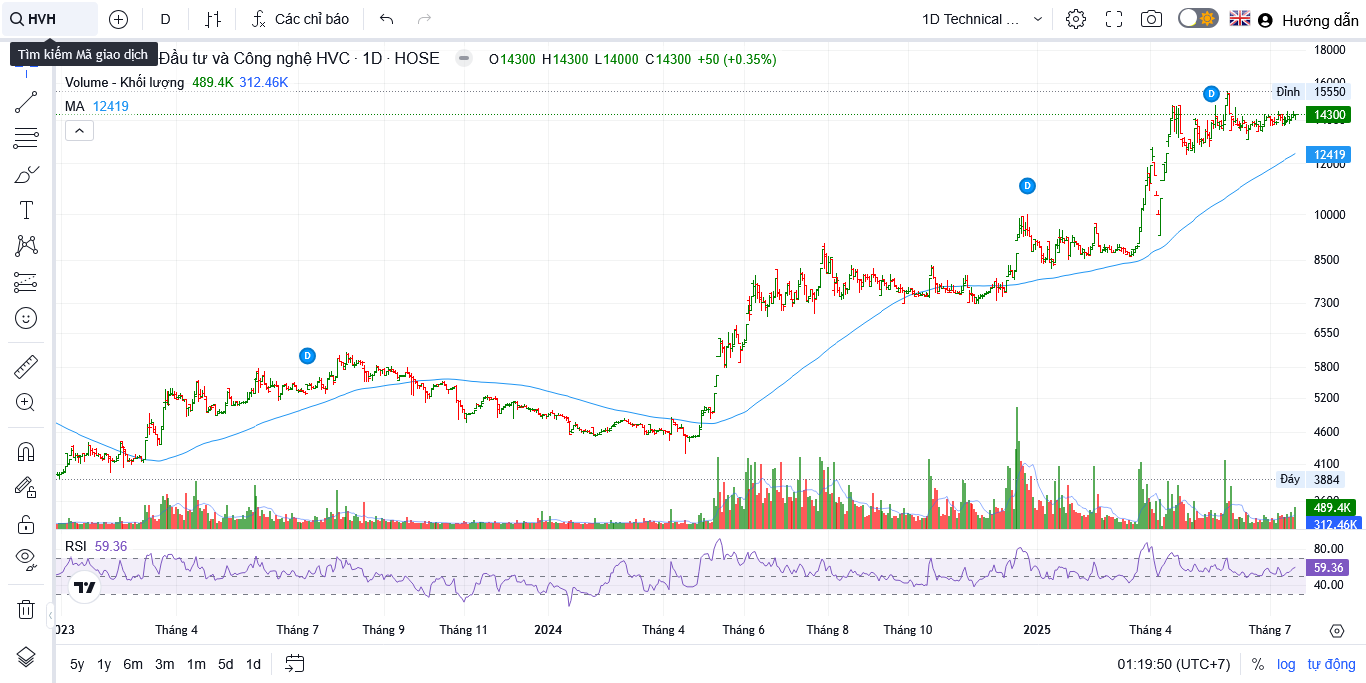 HVH D Các chỉ báo 1D Technical ... Hướng dẫn
Tìm kiếm Mã giao dịch
Đầu tư và Công nghệ HVC · 1D · HOSE O14300 H14300 L14000 C14300 +50 (+0.35%)
Volume - Khối lượng 489.4K 312.46K
MA 12419
18000
16000
Đỉnh 15550
D
14300
12419
12000
D
10000
8500
7300
6550
D
5800
5200
4600
4100
Đáy 3884
489.4K
312.46K
RSI 59.36
80.00
59.36
40.00
023 Tháng 4 Tháng 7 Tháng 9 Tháng 11 2024 Tháng 4 Tháng 6 Tháng 8 Tháng 10 2025 Tháng 4 Tháng 7
5y 1y 6m 3m 1m 5d 1d 01:19:50 (UTC+7) % log tự động